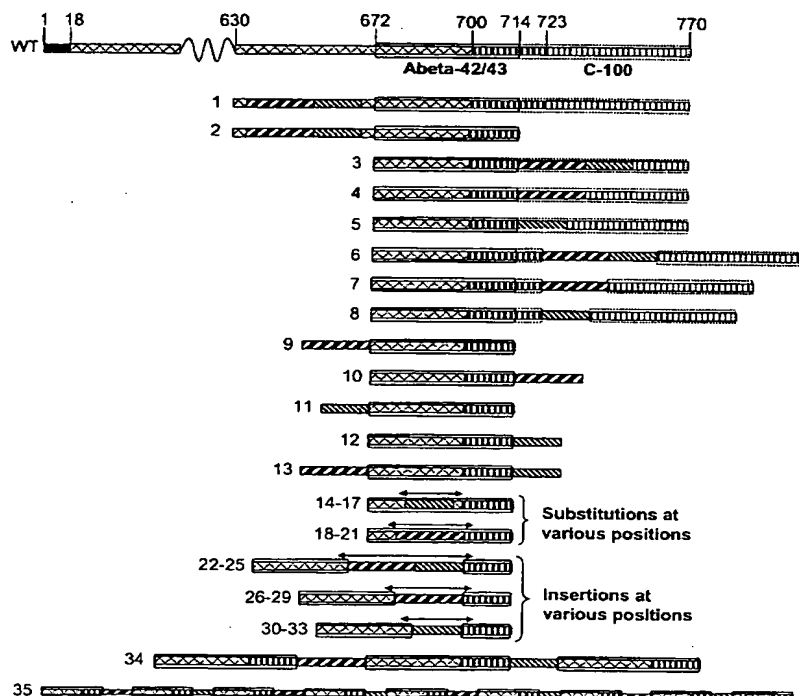 1 18 630 672 700 714 723 770
WT
Abeta-42/43 C-100
1
2
3
4
5
6
7
8
9
10
11
12
13
14-17
18-21
Substitutions at
various positions
22-25
26-29
30-33
Insertions at
various positions
34
35